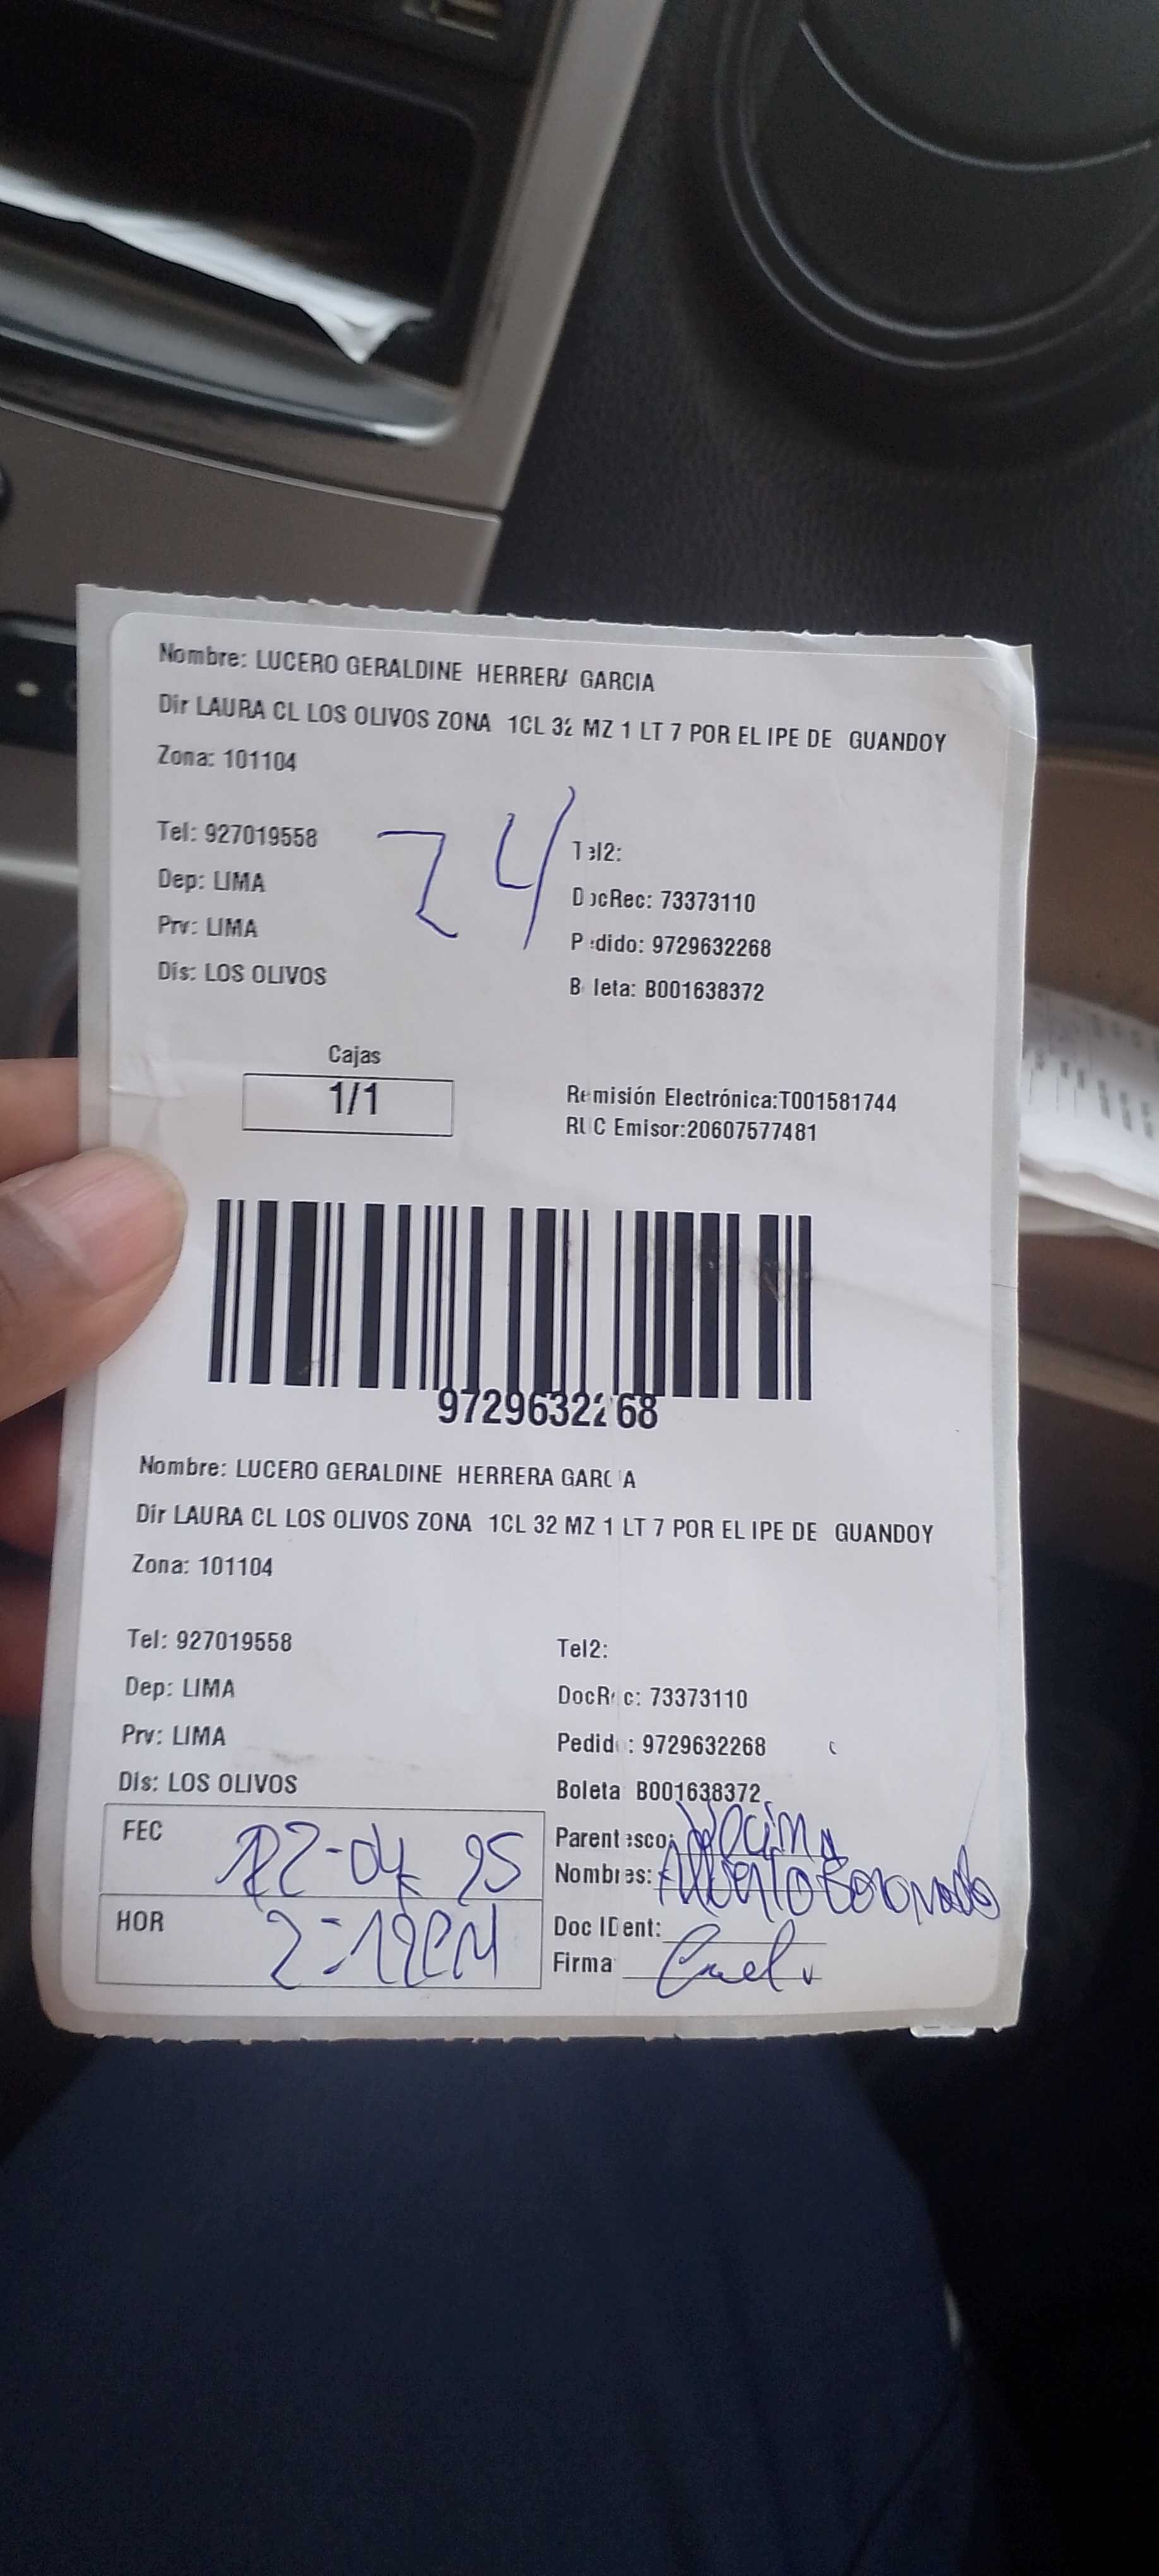 Nombre: LUCERO GERALDINE HERRERA GARCIA
Dir LAURA CL LOS OLIVOS ZONA 1CL 32 MZ 1 LT 7 POR EL IPE DE GUANDOY
Zona: 101104
24
Tel: 927019558 Tel2:
Dep: LIMA DocRec: 73373110
Prv: LIMA Pedido: 9729632268
Dis: LOS OLIVOS Boleta: B001638372
Cajas
1/1
Remisión Electrónica:T001581744
RUC Emisor:20607577481
9729632268
Nombre: LUCERO GERALDINE HERRERA GARCIA
Dir LAURA CL LOS OLIVOS ZONA 1CL 32 MZ 1 LT 7 POR EL IPE DE GUANDOY
Zona: 101104
Tel: 927019558 Tel2:
Dep: LIMA DocRec: 73373110
Prv: LIMA Pedido: 9729632268
Dis: LOS OLIVOS Boleta B001638372
FEC
HOR 2:19PM
Parentesco:
Nombres: Alberto
Doc IDent:
Firma